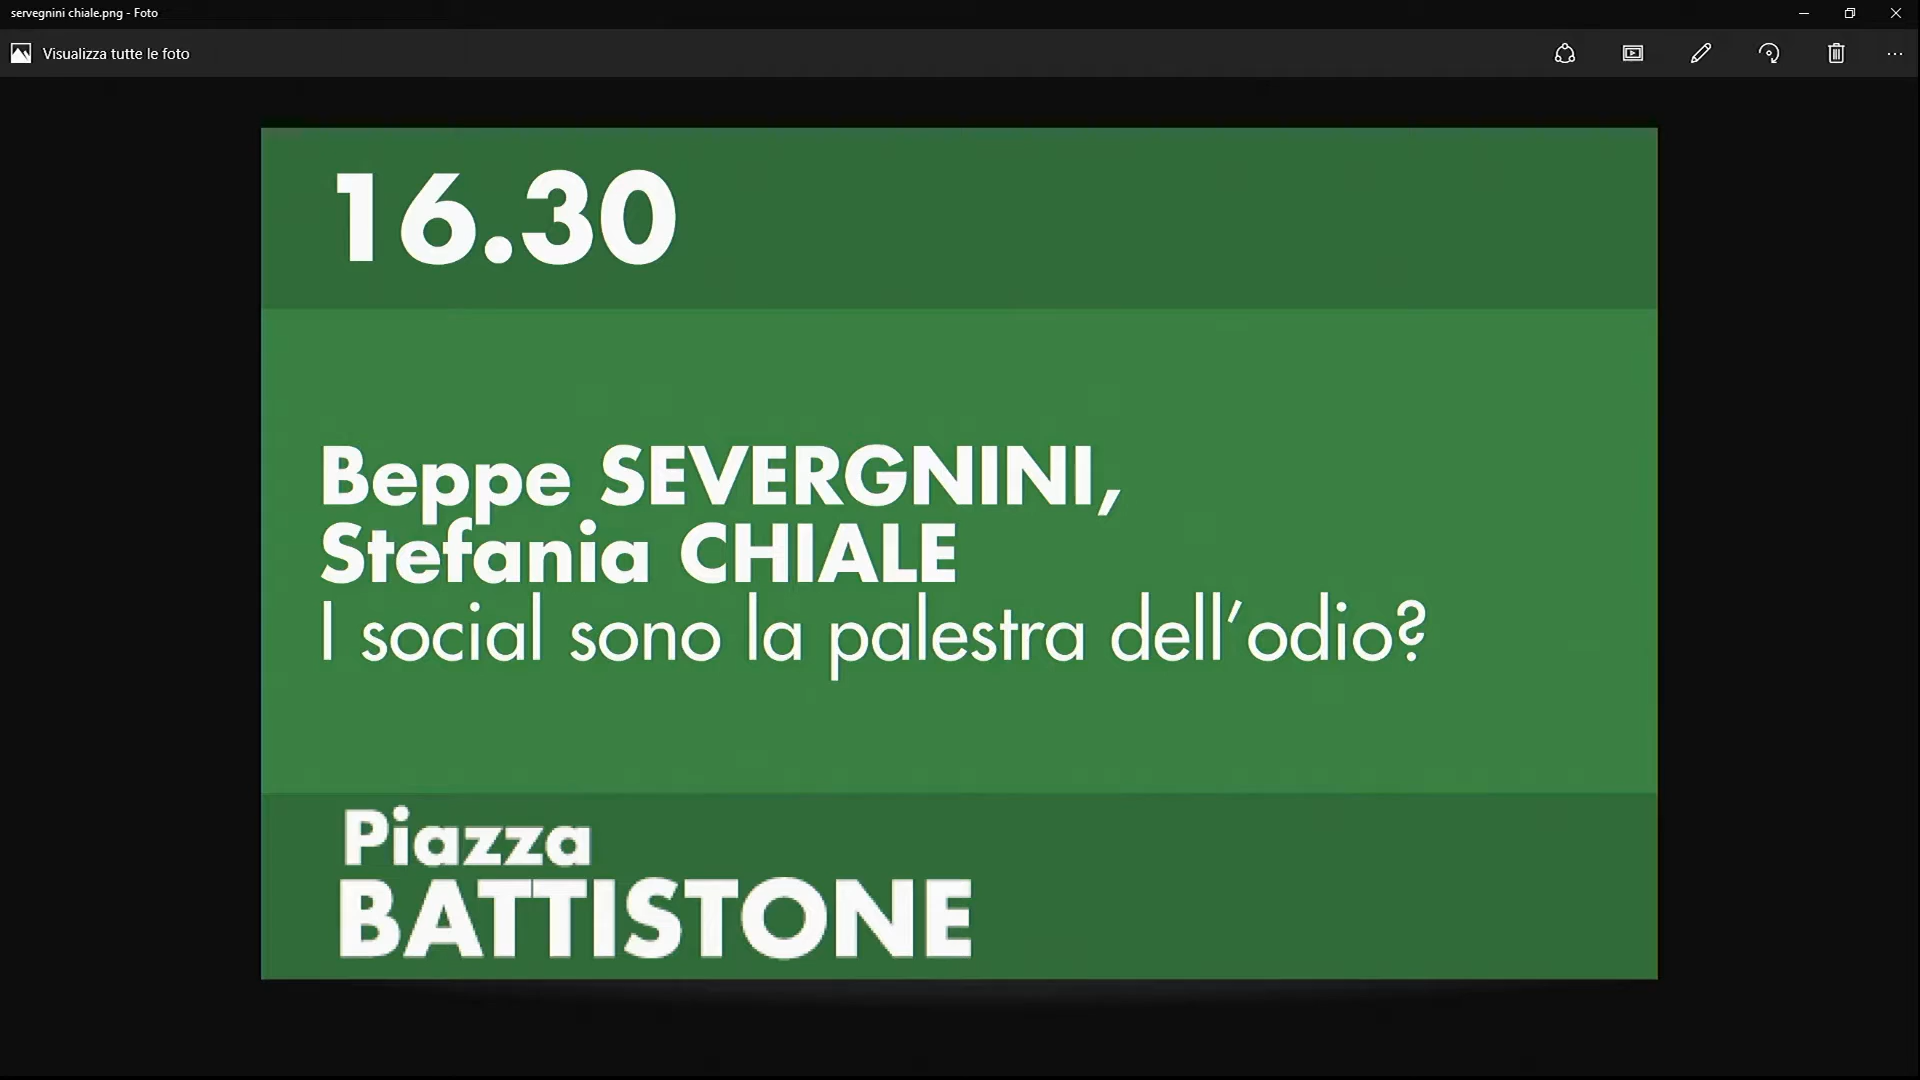 servegnini chiale.png - Foto
Visualizza tutte le foto
16.30
Beppe SEVERGNINI,
Stefania CHIALE
I social sono la palestra dell'odio?
Piazza
BATTISTONE